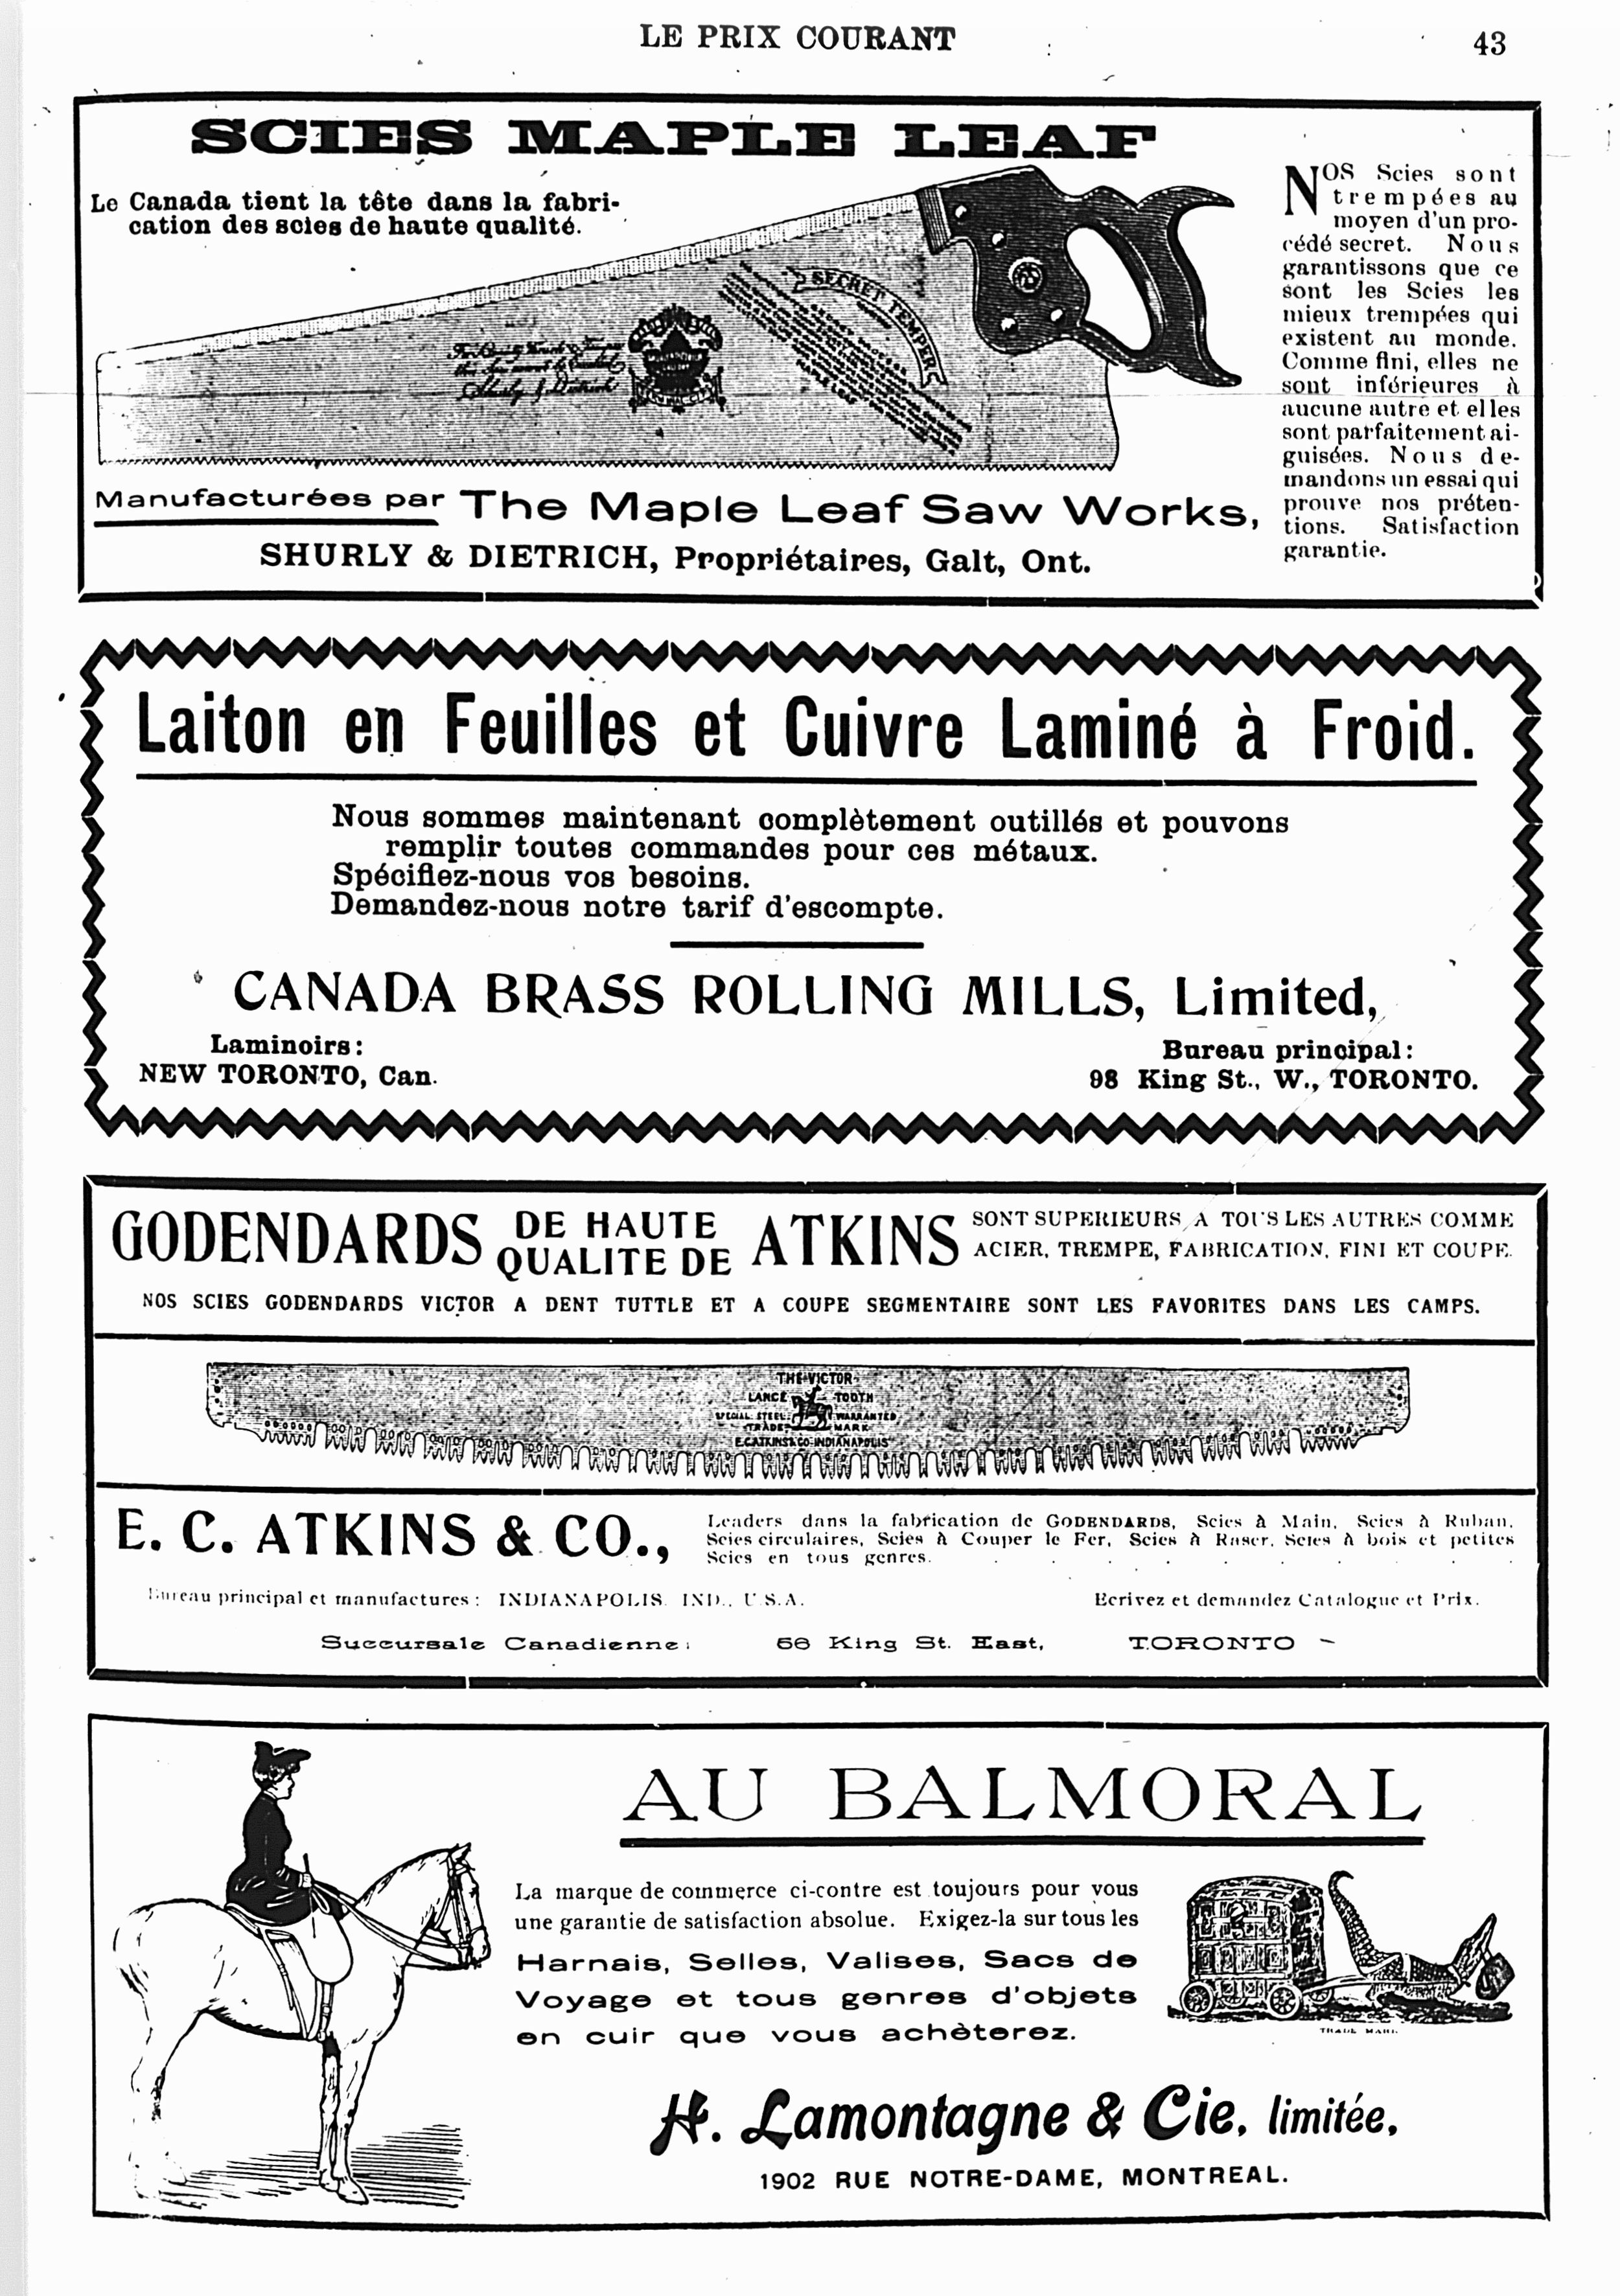 LE PRIX COURANT
43
SCIES MAPLE LEAF
Le Canada tient la tête dans la fabri-
cation des scies de haute qualité.
SECRET TEMPER
NOS Scies sont
trempées au
moyen d'un pro-
cédé secret. Nous
garantissons que ce
sont les Scies les
mieux trempées qui
existent au monde.
Comme fini, elles ne
sont inférieures à
aucune autre et elles
sont parfaitement ai-
guisées. Nous de-
mandons un essai qui
prouve nos préten-
tions. Satisfaction
garantie.
Manufacturées par The Maple Leaf Saw Works,
SHURLY & DIETRICH, Propriétaires, Galt, Ont.
Laiton en Feuilles et Cuivre Laminé à Froid.
Nous sommes maintenant complètement outillés et pouvons
remplir toutes commandes pour ces métaux.
Spécifiez-nous vos besoins.
Demandez-nous notre tarif d'escompte.
CANADA BRASS ROLLING MILLS, Limited,
Laminoirs:
NEW TORONTO, Can.
Bureau principal:
98 King St., W., TORONTO.
GODENDARDS DE HAUTE QUALITE DE ATKINS
SONT SUPERIEURS A TOUS LES AUTRES COMME
ACIER, TREMPE, FABRICATION, FINI ET COUPE.
NOS SCIES GODENDARDS VICTOR A DENT TUTTLE ET A COUPE SEGMENTAIRE SONT LES FAVORITES DANS LES CAMPS.
THE VICTOR
LANCE TOOTH
SPECIAL STEEL WARRANTED
TRADE MARK
E.C. ATKINS & CO. INDIANAPOLIS
E. C. ATKINS & CO.,
Leaders dans la fabrication de GODENDARDS, Scies à Main, Scies à Ruban,
Scies circulaires, Scies à Couper le Fer, Scies à Raser, Scies à bois et petites
Scies en tous genres.
Bureau principal et manufactures: INDIANAPOLIS, IND., U.S.A.
Ecrivez et demandez Catalogue et Prix.
Succursale Canadienne: 66 King St. East, TORONTO
AU BALMORAL
La marque de commerce ci-contre est toujours pour vous
une garantie de satisfaction absolue. Exigez-la sur tous les
Harnais, Selles, Valises, Sacs de
Voyage et tous genres d'objets
en cuir que vous achèterez.
TRADE MARK
H. Lamontagne & Cie, limitée,
1902 RUE NOTRE-DAME, MONTREAL.